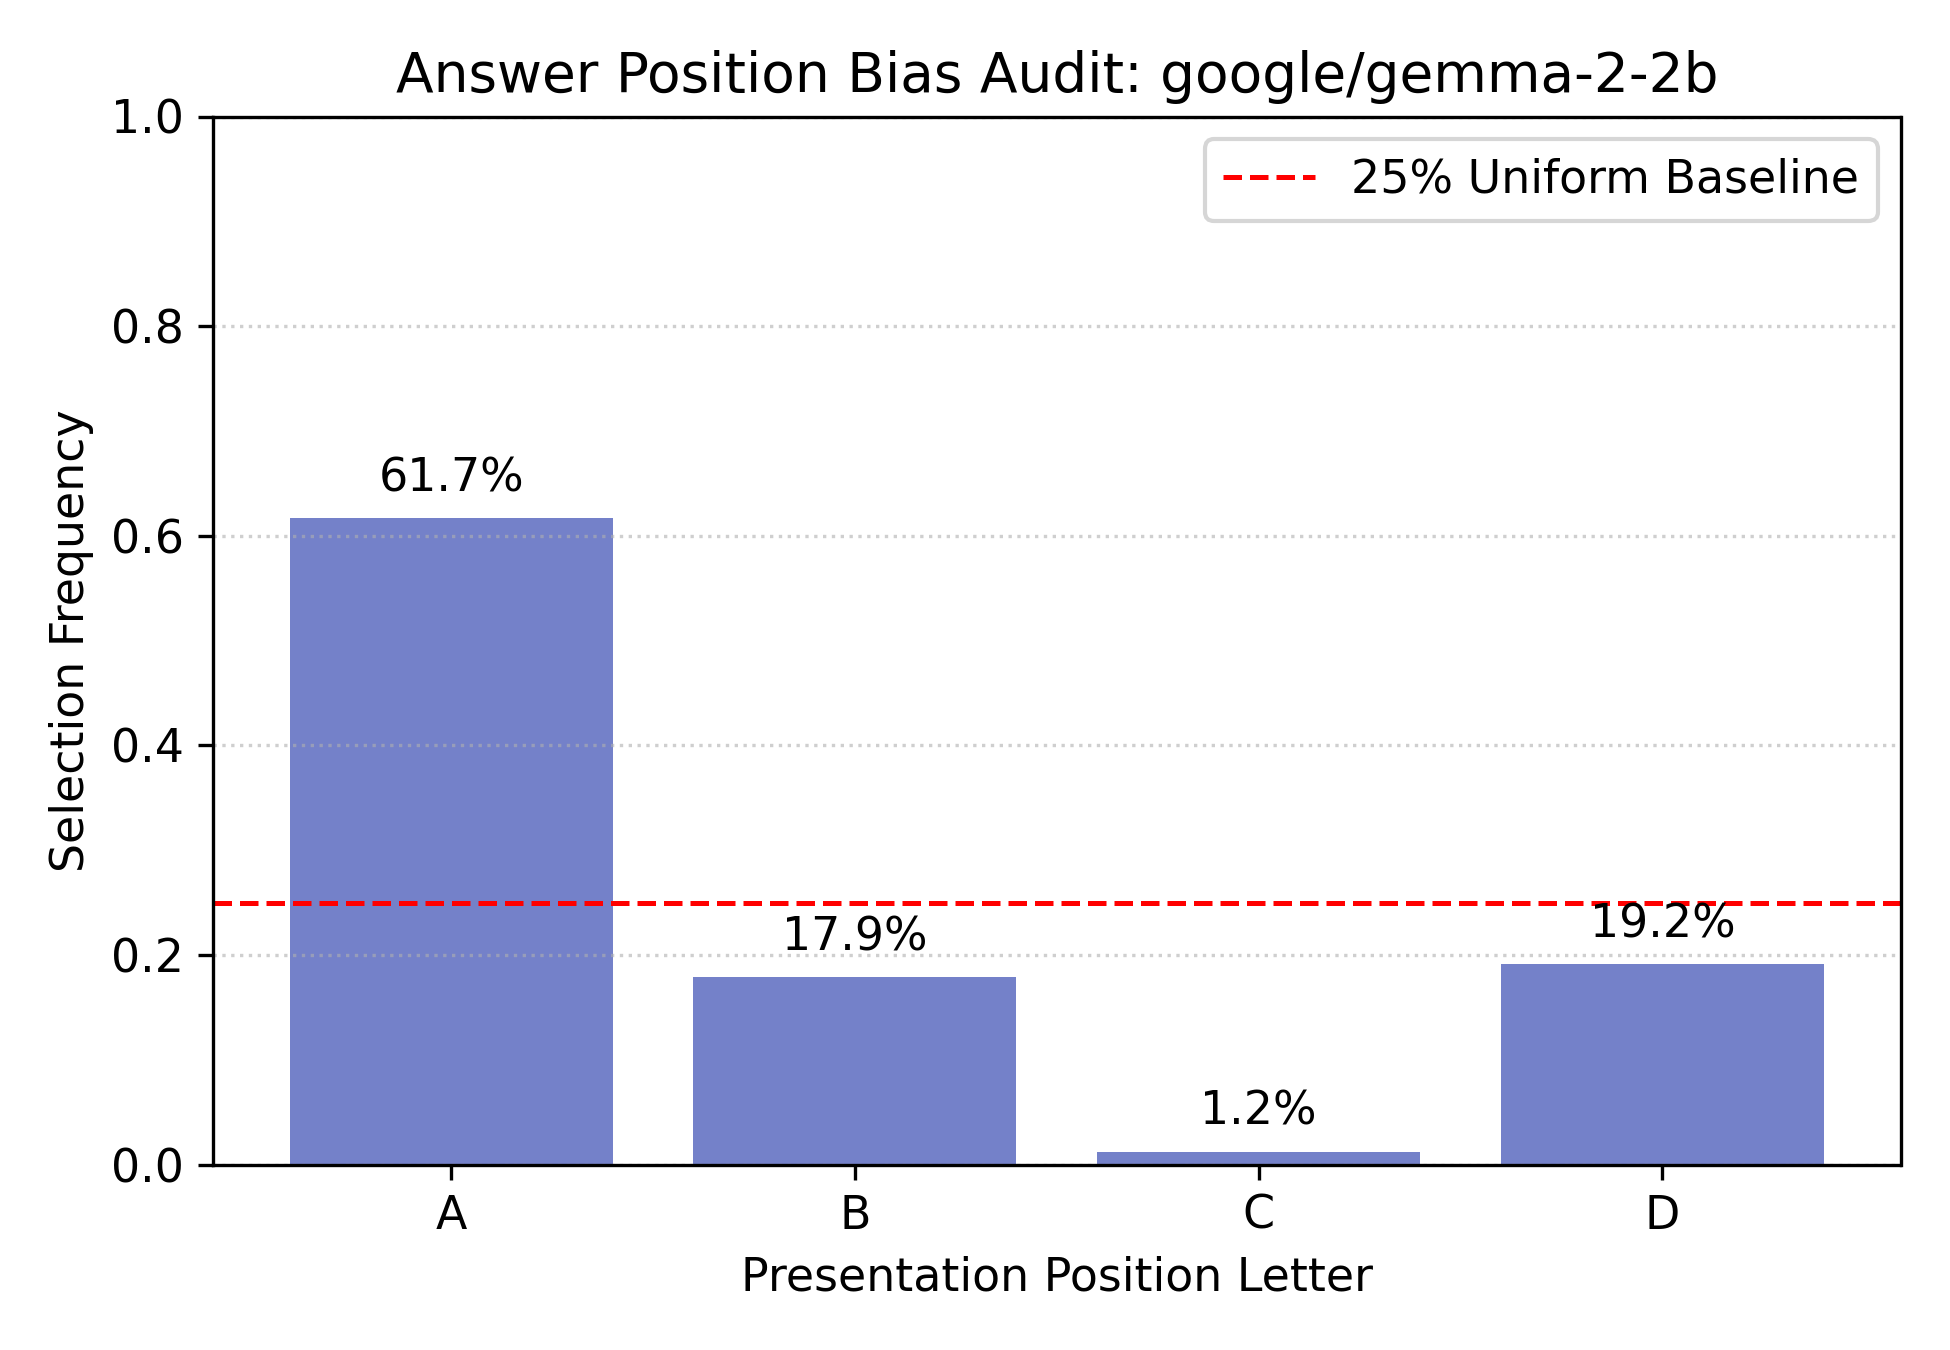 Answer Position Bias Audit: google/gemma-2-2b
25% Uniform Baseline
Selection Frequency
1.0
0.8
0.6
0.4
0.2
0.0
61.7%
17.9%
1.2%
19.2%
A B C D
Presentation Position Letter